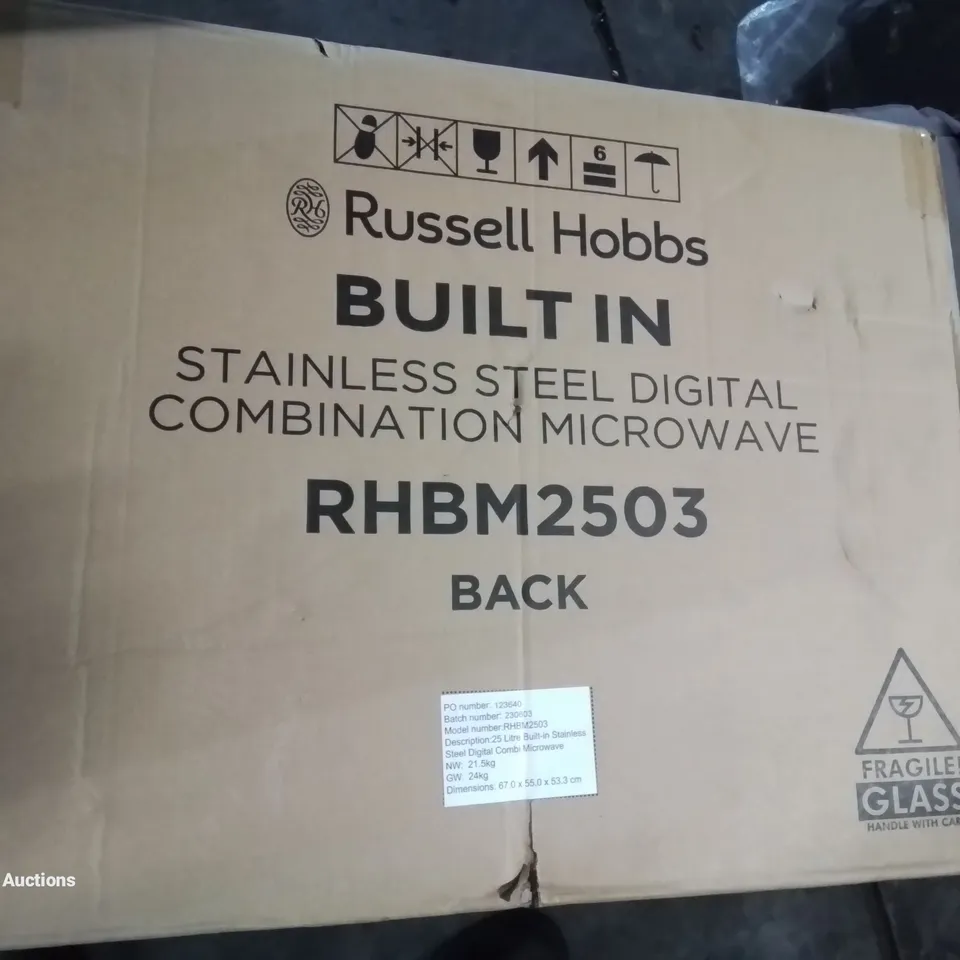 6
RH
Russell Hobbs
BUILT IN
STAINLESS STEEL DIGITAL
COMBINATION MICROWAVE
RHBM2503
BACK
PO number: 123640
Batch number: 230803
Model number:RHBM2503
Description:25 Litre Built-in Stainless
Steel Digital Combi Microwave
NW: 21.5kg
GW: 24kg
Dimensions: 67.0 x 55.0 x 53.3 cm
FRAGILE!
GLASS
HANDLE WITH CAR
Auctions